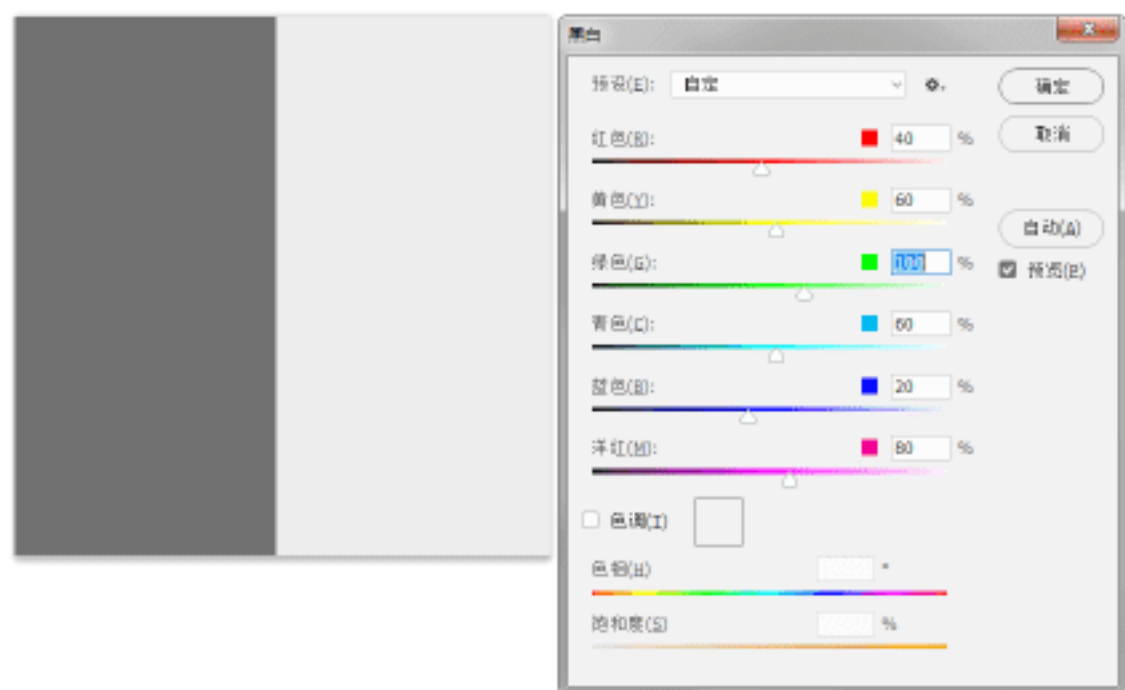 黑白
预设(E): 自定
确定
红色(R): 40 %
取消
黄色(Y): 60 %
自动(A)
绿色(G): 100 %
预览(P)
青色(C): 60 %
蓝色(B): 20 %
洋红(M): 80 %
色调(T)
色相(H) °
饱和度(S) %